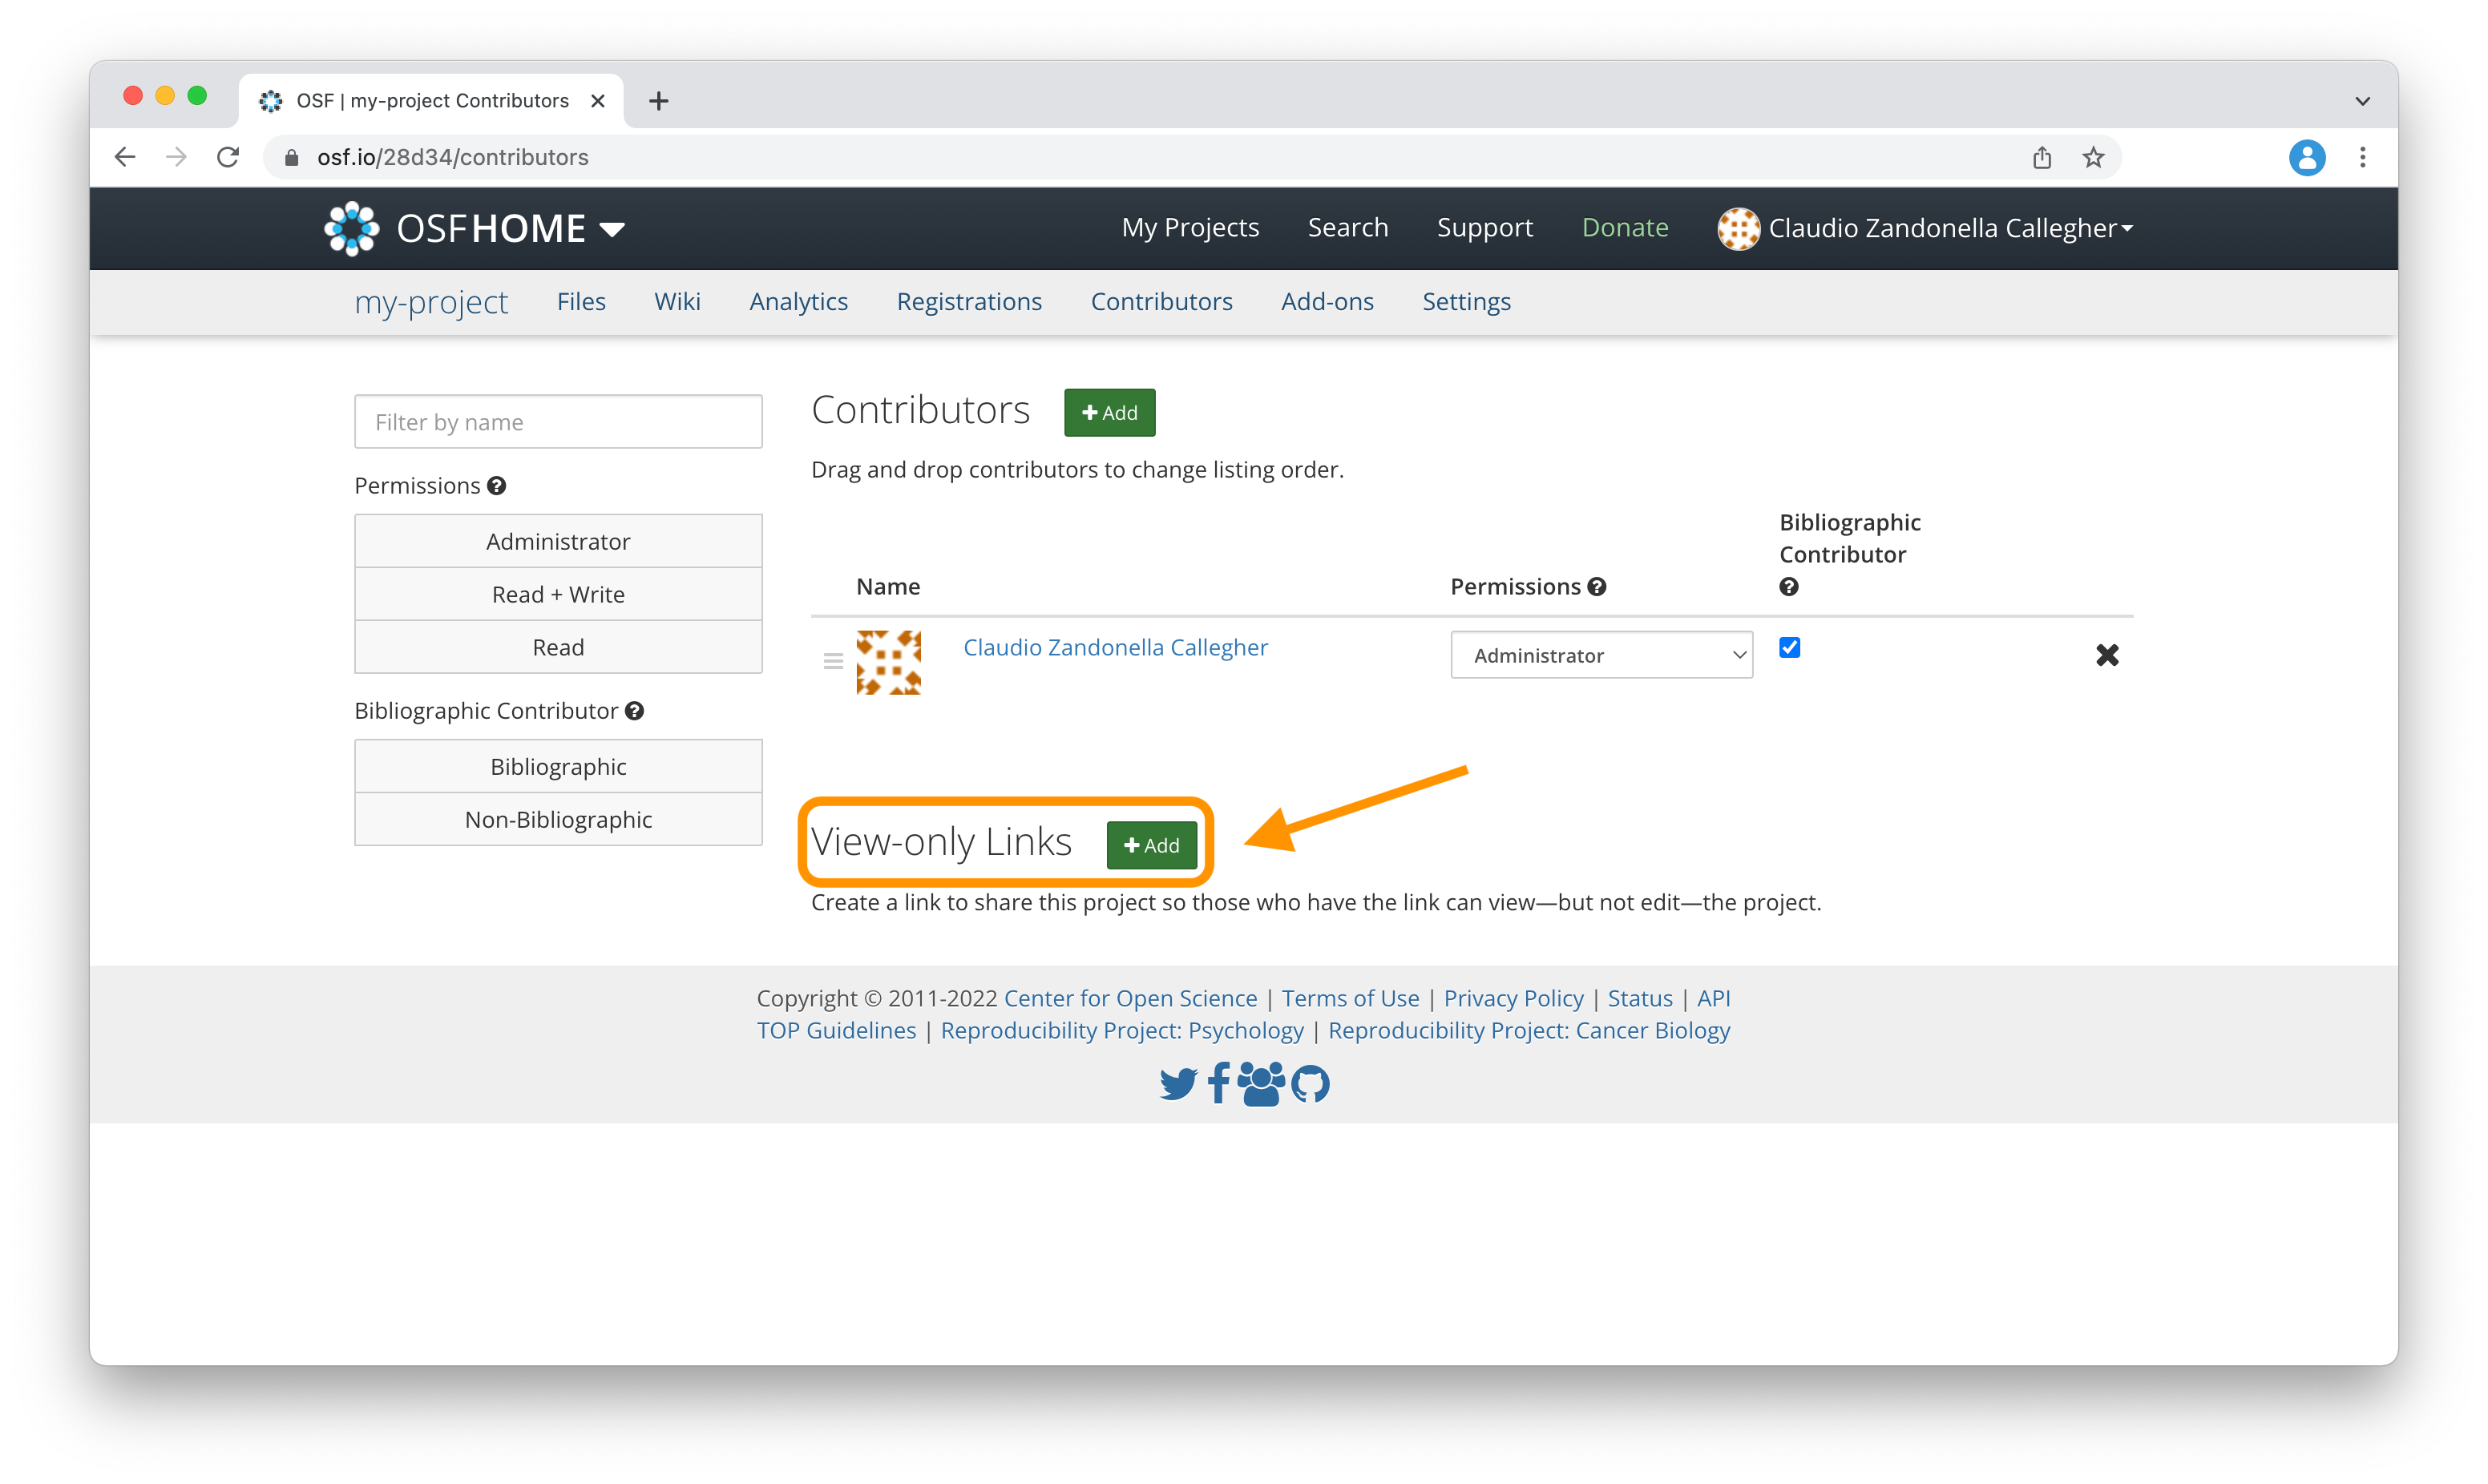 OSF | my-project Contributors
osf.io/28d34/contributors
OSFHOME
My Projects Search Support Donate Claudio Zandonella Callegher
my-project Files Wiki Analytics Registrations Contributors Add-ons Settings
Filter by name
Permissions
Administrator
Read + Write
Read
Bibliographic Contributor
Bibliographic
Non-Bibliographic
Contributors + Add
Drag and drop contributors to change listing order.
Name Permissions Bibliographic
Contributor
Claudio Zandonella Callegher Administrator
View-only Links + Add
Create a link to share this project so those who have the link can view—but not edit—the project.
Copyright © 2011-2022 Center for Open Science | Terms of Use | Privacy Policy | Status | API
TOP Guidelines | Reproducibility Project: Psychology | Reproducibility Project: Cancer Biology